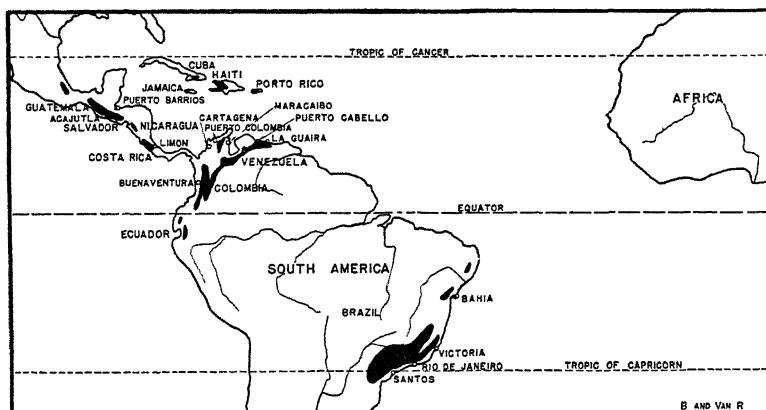 TROPIC OF CANCER
CUBA
HAITI
JAMAICA
PORTO RICO
AFRICA
GUATEMALA
PUERTO BARRIOS
MARACAIBO
ACAJUTLA
CARTAGENA
PUERTO CABELLO
SALVADOR
NICARAGUA
PUERTO COLOMBIA
LIMON
LA GUAIRA
COSTA RICA
VENEZUELA
BUENAVENTURA
COLOMBIA
EQUATOR
ECUADOR
SOUTH AMERICA
BAHIA
BRAZIL
VICTORIA
RIO DE JANEIRO
TROPIC OF CAPRICORN
SANTOS
B AND VAN R